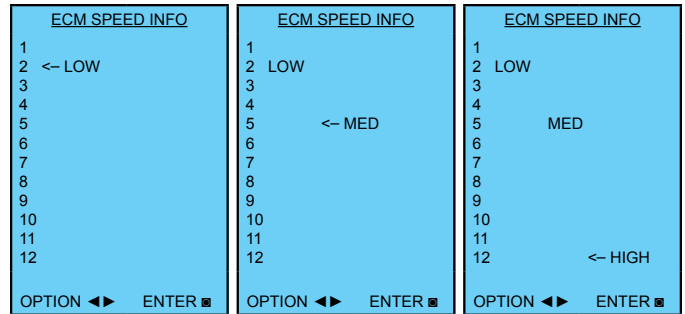 ECM SPEED INFO
1
2 <– LOW
3
4
5
6
7
8
9
10
11
12
OPTION ◄► ENTER ◙
ECM SPEED INFO
1
2 LOW
3
4
5 <– MED
6
7
8
9
10
11
12
OPTION ◄► ENTER ◙
ECM SPEED INFO
1
2 LOW
3
4
5 MED
6
7
8
9
10
11
12 <– HIGH
OPTION ◄► ENTER ◙